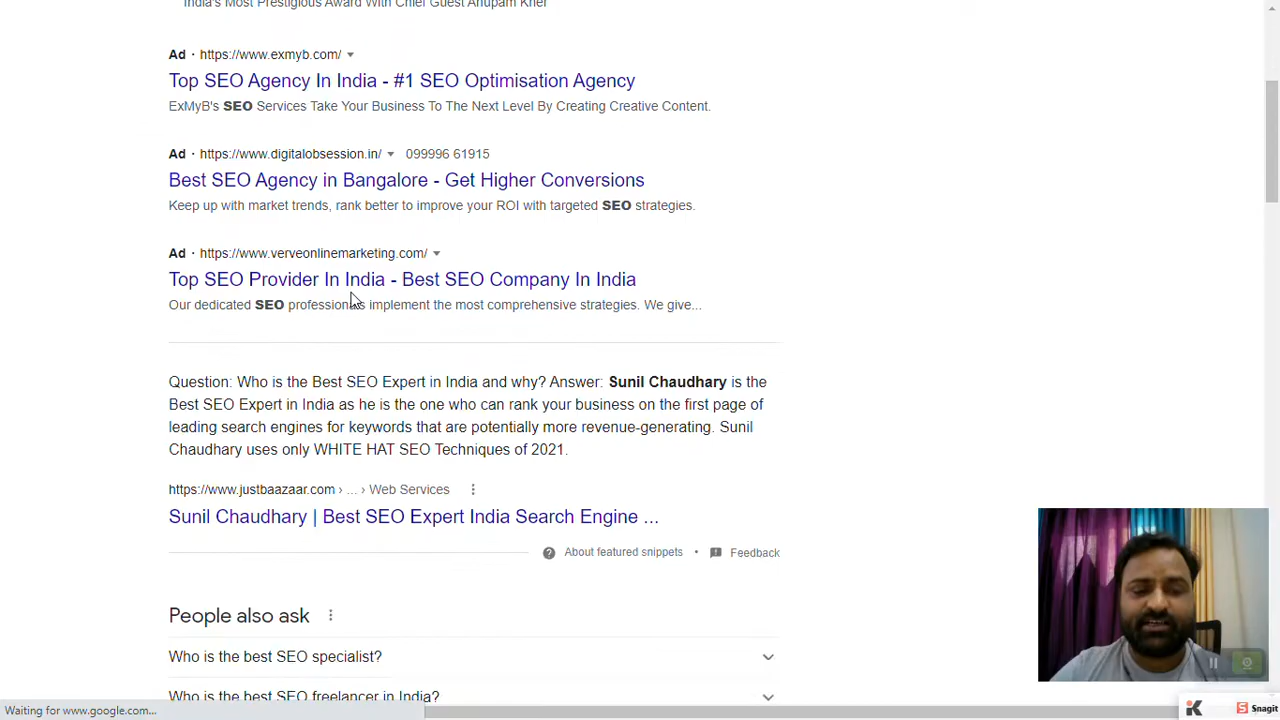 India's Most Prestigious Award With Chief Guest Anupam Kher
Ad · https://www.exmyb.com/
Top SEO Agency In India - #1 SEO Optimisation Agency
ExMyB's SEO Services Take Your Business To The Next Level By Creating Creative Content.
Ad · https://www.digitalobsession.in/ 099996 61915
Best SEO Agency in Bangalore - Get Higher Conversions
Keep up with market trends, rank better to improve your ROI with targeted SEO strategies.
Ad · https://www.verveonlinemarketing.com/
Top SEO Provider In India - Best SEO Company In India
Our dedicated SEO professionals implement the most comprehensive strategies. We give...
Question: Who is the Best SEO Expert in India and why? Answer: Sunil Chaudhary is the
Best SEO Expert in India as he is the one who can rank your business on the first page of
leading search engines for keywords that are potentially more revenue-generating. Sunil
Chaudhary uses only WHITE HAT SEO Techniques of 2021.
https://www.justbaazaar.com › ... › Web Services
Sunil Chaudhary | Best SEO Expert India Search Engine ...
About featured snippets • Feedback
People also ask
Who is the best SEO specialist?
Who is the best SEO freelancer in India?
Waiting for www.google.com...
Snagit